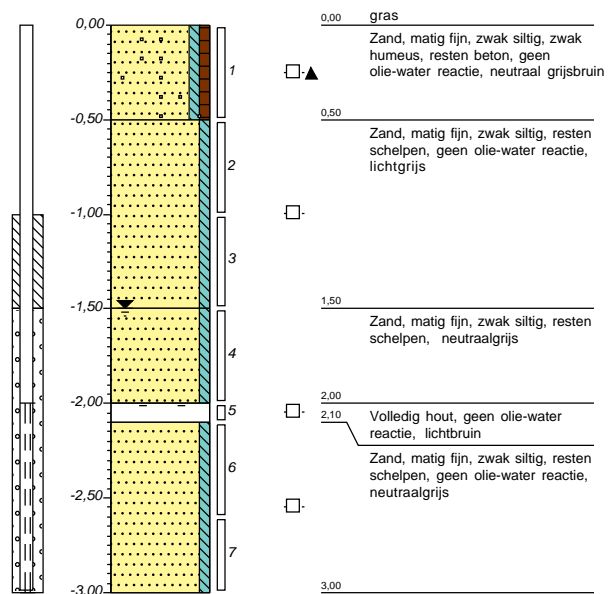 0,00
-0,50
-1,00
-1,50
-2,00
-2,50
-3,00
1
2
3
4
5
6
7
0,00
gras
Zand, matig fijn, zwak siltig, zwak
humeus, resten beton, geen
olie-water reactie, neutraal grijsbruin
0,50
Zand, matig fijn, zwak siltig, resten
schelpen, geen olie-water reactie,
lichtgrijs
1,50
Zand, matig fijn, zwak siltig, resten
schelpen, neutraalgrijs
2,00
2,10
Volledig hout, geen olie-water
reactie, lichtbruin
Zand, matig fijn, zwak siltig, resten
schelpen, geen olie-water reactie,
neutraalgrijs
3,00